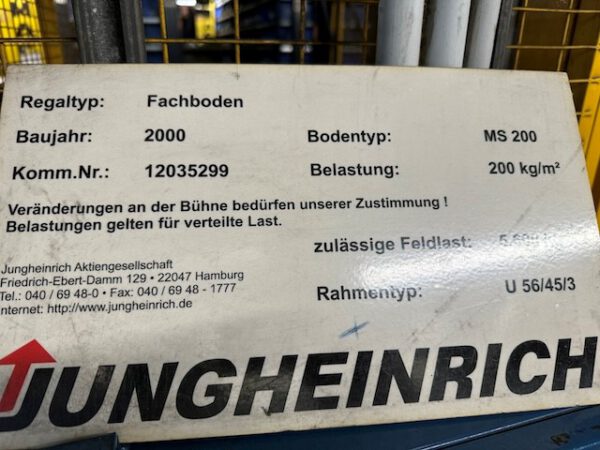 Regaltyp: Fachboden
Baujahr: 2000 Bodentyp: MS 200
Komm.Nr.: 12035299 Belastung: 200 kg/m²
Veränderungen an der Bühne bedürfen unserer Zustimmung !
Belastungen gelten für verteilte Last.
zulässige Feldlast:
Jungheinrich Aktiengesellschaft
Friedrich-Ebert-Damm 129 • 22047 Hamburg
Tel.: 040 / 69 48-0 • Fax: 040 / 69 48 - 1777
Internet: http://www.jungheinrich.de
Rahmentyp: U 56/45/3
JUNGHEINRICH